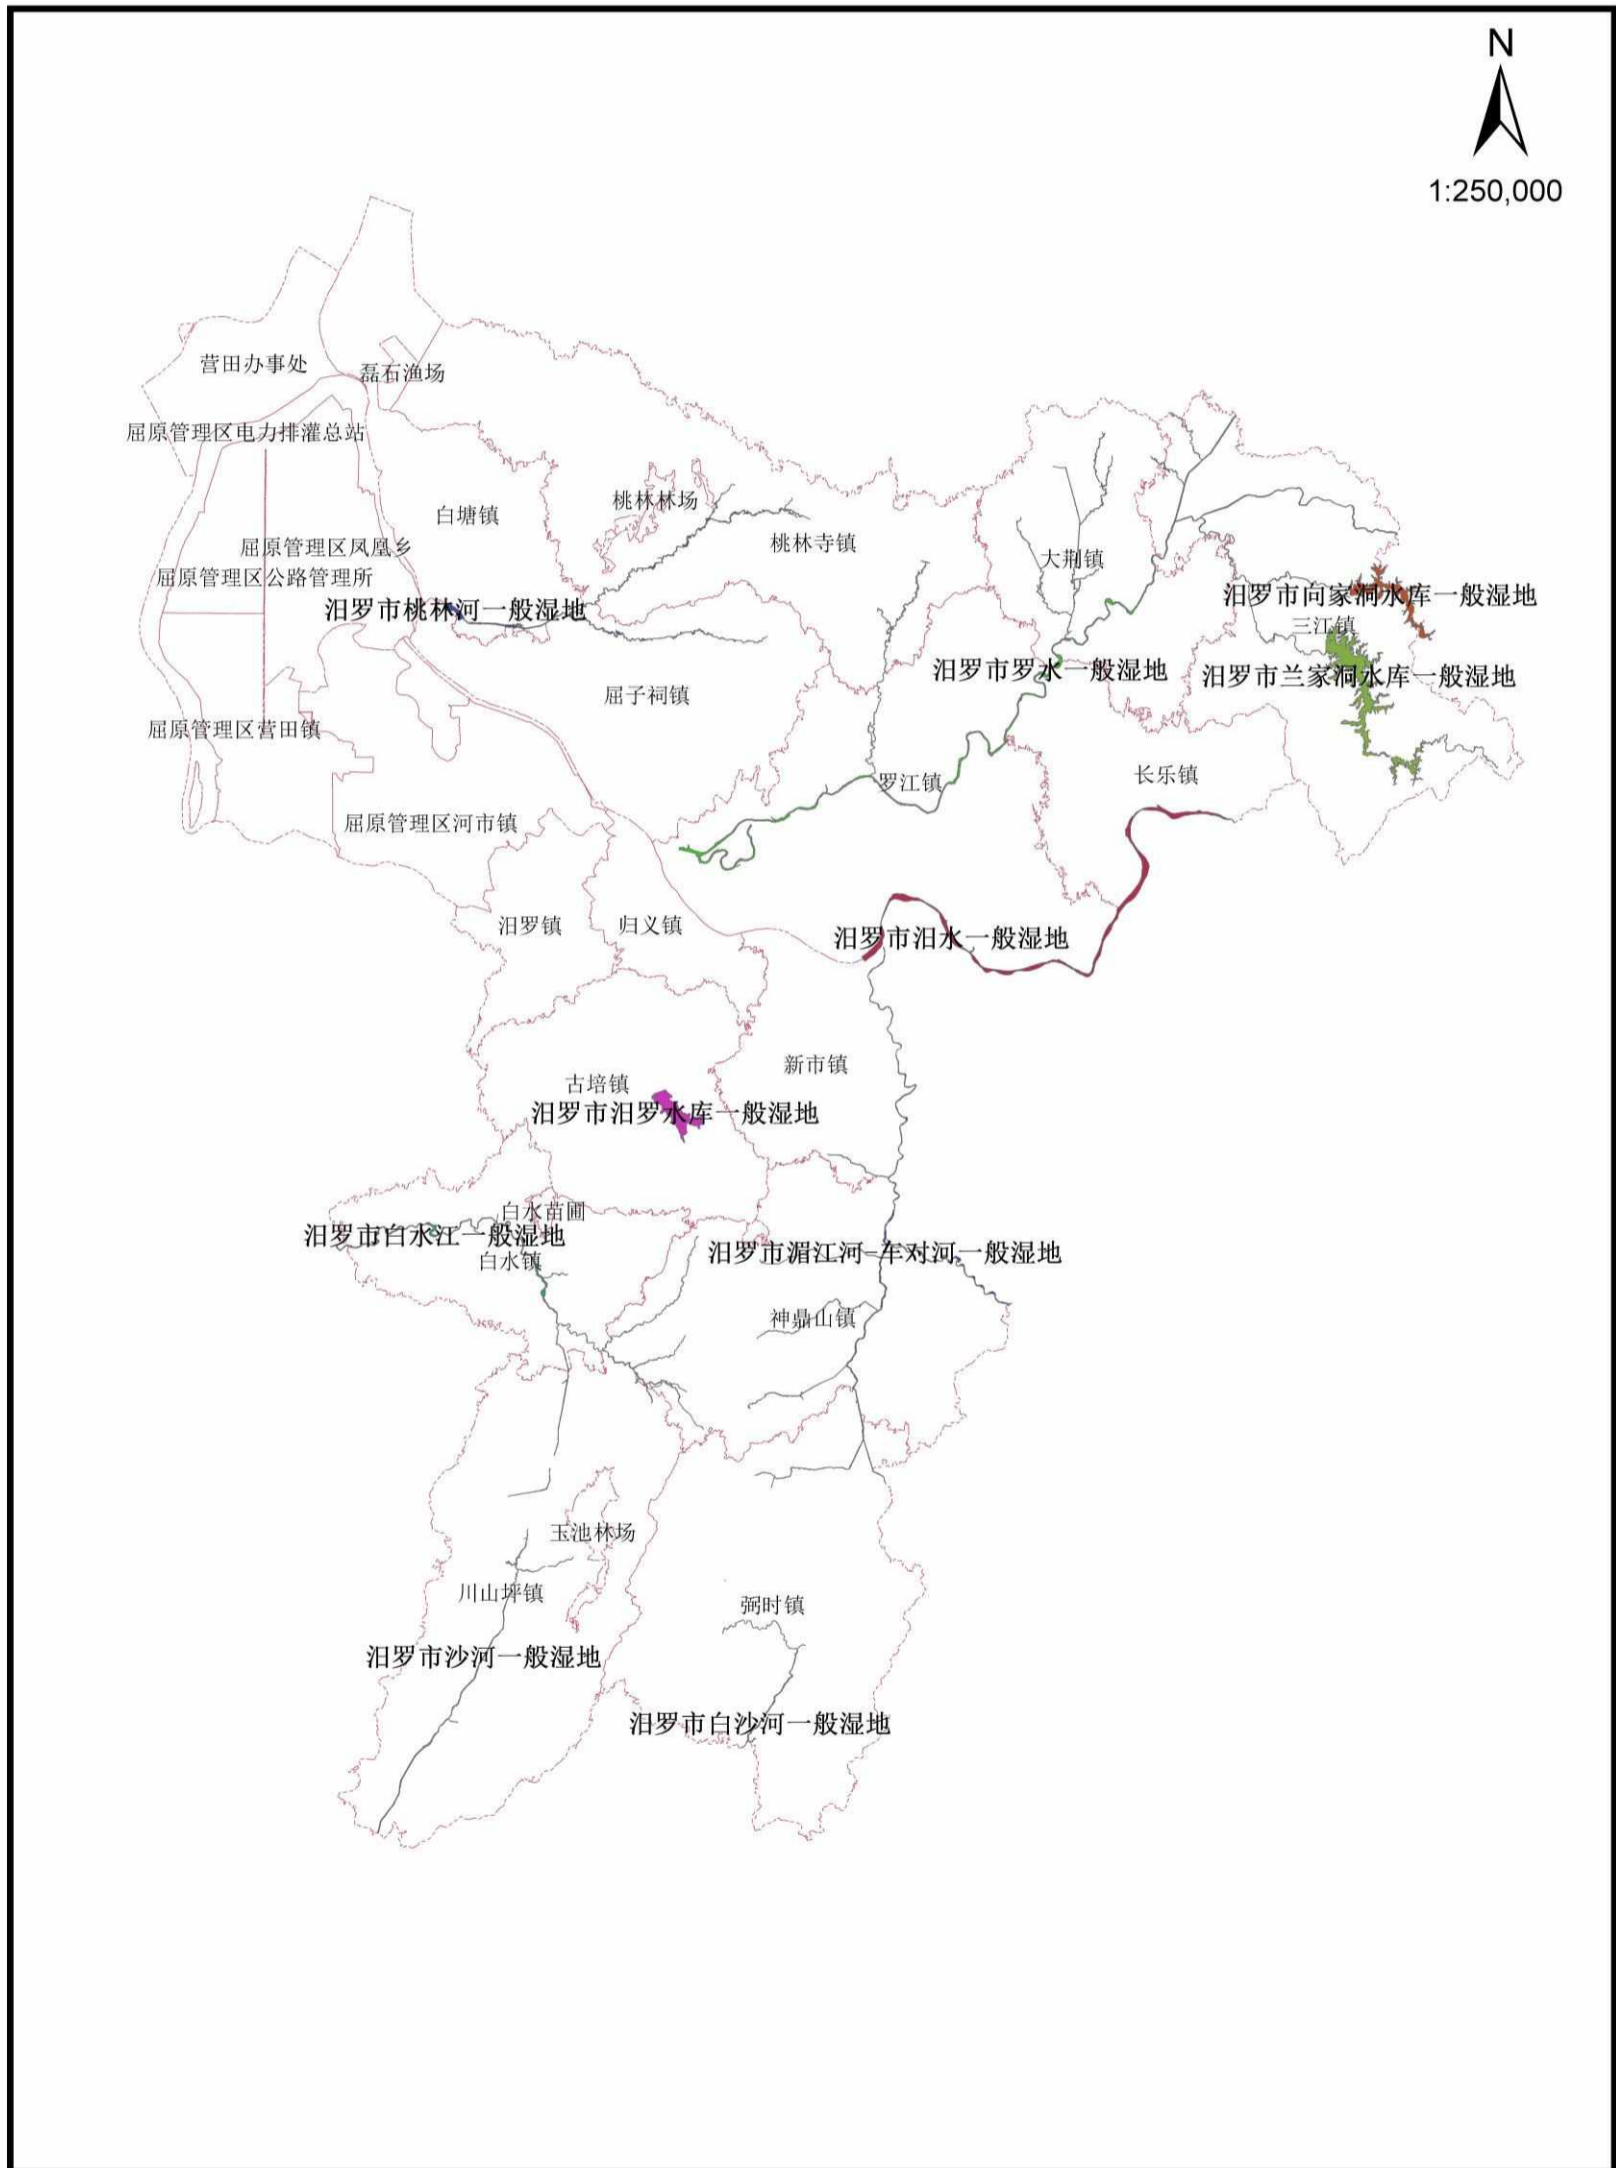 N
1:250,000
营田办事处
磊石渔场
屈原管理区电力排灌总站
桃林林场
白塘镇
桃林寺镇
屈原管理区凤凰乡
大荆镇
屈原管理区公路管理所
汨罗市向家洞水库一般湿地
汨罗市桃林河一般湿地
三江镇
汨罗市罗水一般湿地
汨罗市兰家洞水库一般湿地
屈子祠镇
屈原管理区营田镇
长乐镇
罗江镇
屈原管理区河市镇
汨罗镇
归义镇
汨罗市汨水一般湿地
新市镇
古培镇
汨罗市汨罗水库一般湿地
白水苗圃
汨罗市白水江一般湿地
汨罗市湄江河-车对河一般湿地
白水镇
神鼎山镇
玉池林场
川山坪镇
弼时镇
汨罗市沙河一般湿地
汨罗市白沙河一般湿地